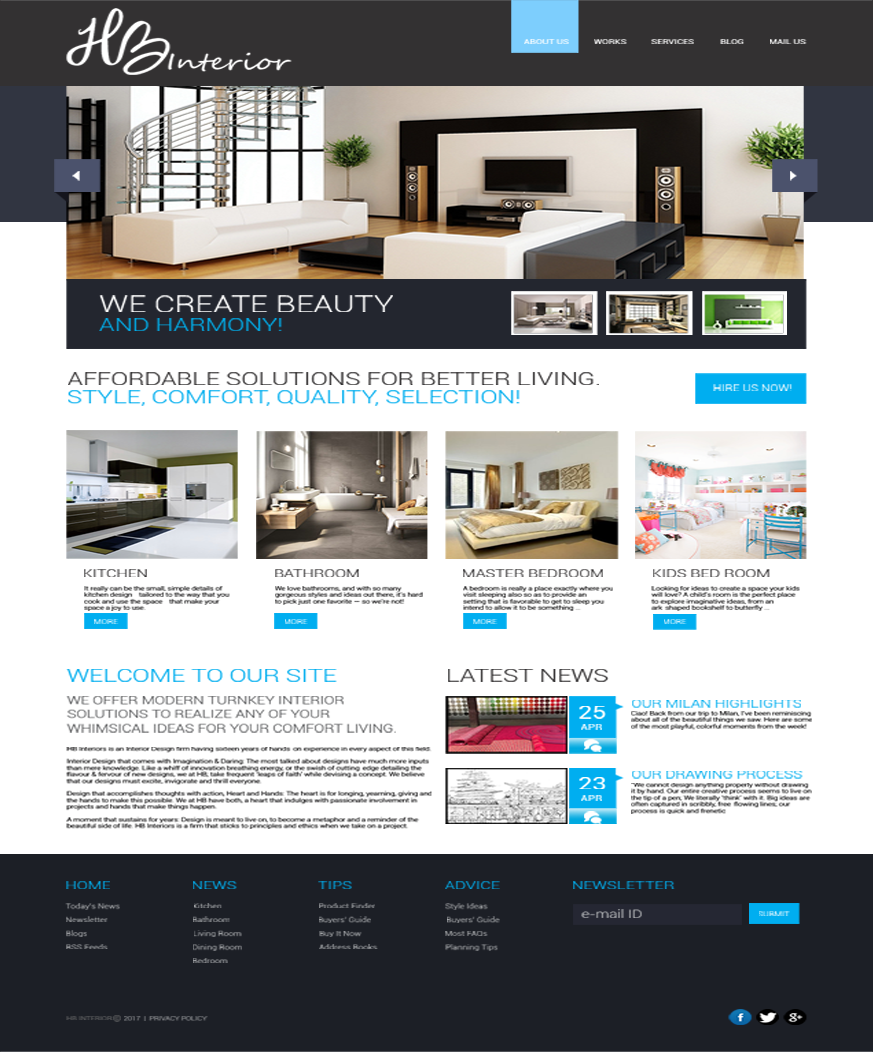 HB Interior
ABOUT US
WORKS
SERVICES
BLOG
MAIL US
WE CREATE BEAUTY
AND HARMONY!
AFFORDABLE SOLUTIONS FOR BETTER LIVING.
STYLE, COMFORT, QUALITY, SELECTION!
HIRE US NOW!
KITCHEN
It really can be the small, simple details of
kitchen design tailored to the way that you
cook and use the space that make your
space a joy to use.
MORE
BATHROOM
We love bathrooms, and with so many
gorgeous styles and ideas out there, it's hard
to pick just one favorite — so we're not!
MORE
MASTER BEDROOM
A bedroom is really a place exactly where you
visit sleeping also so as to provide an
setting that is favorable to get to sleep you
intend to allow it to be something ...
MORE
KIDS BED ROOM
Looking for ideas to create a space your kids
will love? A child's room is the perfect place
to explore imaginative ideas, from an
ark shaped bookshelf to butterfly ...
MORE
WELCOME TO OUR SITE
WE OFFER MODERN TURNKEY INTERIOR
SOLUTIONS TO REALIZE ANY OF YOUR
WHIMSICAL IDEAS FOR YOUR COMFORT LIVING.
HB Interiors is an Interior Design firm having sixteen years of hands on experience in every aspect of this field.
Interior Design that comes with Imagination & Daring: The most talked about designs have much more inputs
than mere knowledge. Like a whiff of innovation breathing energy, or the swish of cutting edge detailing the
flavour & fervour of new designs, we at HB, take frequent 'leaps of faith' while devising a concept. We believe
that our designs must excite, invigorate and thrill everyone.
Design that accomplishes thoughts with action, Heart and Hands: The heart is for longing, yearning, giving and
the hands to make this possible. We at HB have both, a heart that indulges with passionate involvement in
projects and hands that make things happen.
A moment that sustains for years: Design is meant to live on, to become a metaphor and a reminder of the
beautiful side of life. HB Interiors is a firm that sticks to principles and ethics when we take on a project.
LATEST NEWS
25
APR
OUR MILAN HIGHLIGHTS
Ciao! Back from our trip to Milan, I've been reminiscing
about all of the beautiful things we saw. Here are some
of the most playful, colorful moments from the week!
23
APR
OUR DRAWING PROCESS
"We cannot design anything properly without drawing
it by hand. Our entire creative process seems to live on
the tip of a pen. We literally 'think' with it. Big ideas are
often captured in scribbly, free flowing lines, our
process is quick and frenetic
HOME
Today's News
Newsletter
Blogs
RSS Feeds
NEWS
Kitchen
Bathroom
Living Room
Dining Room
Bedroom
TIPS
Product Finder
Buyers' Guide
Buy It Now
Address Books
ADVICE
Style Ideas
Buyers' Guide
Most FAQs
Planning Tips
NEWSLETTER
e-mail ID
SUBMIT
HB INTERIOR© 2017 | PRIVACY POLICY